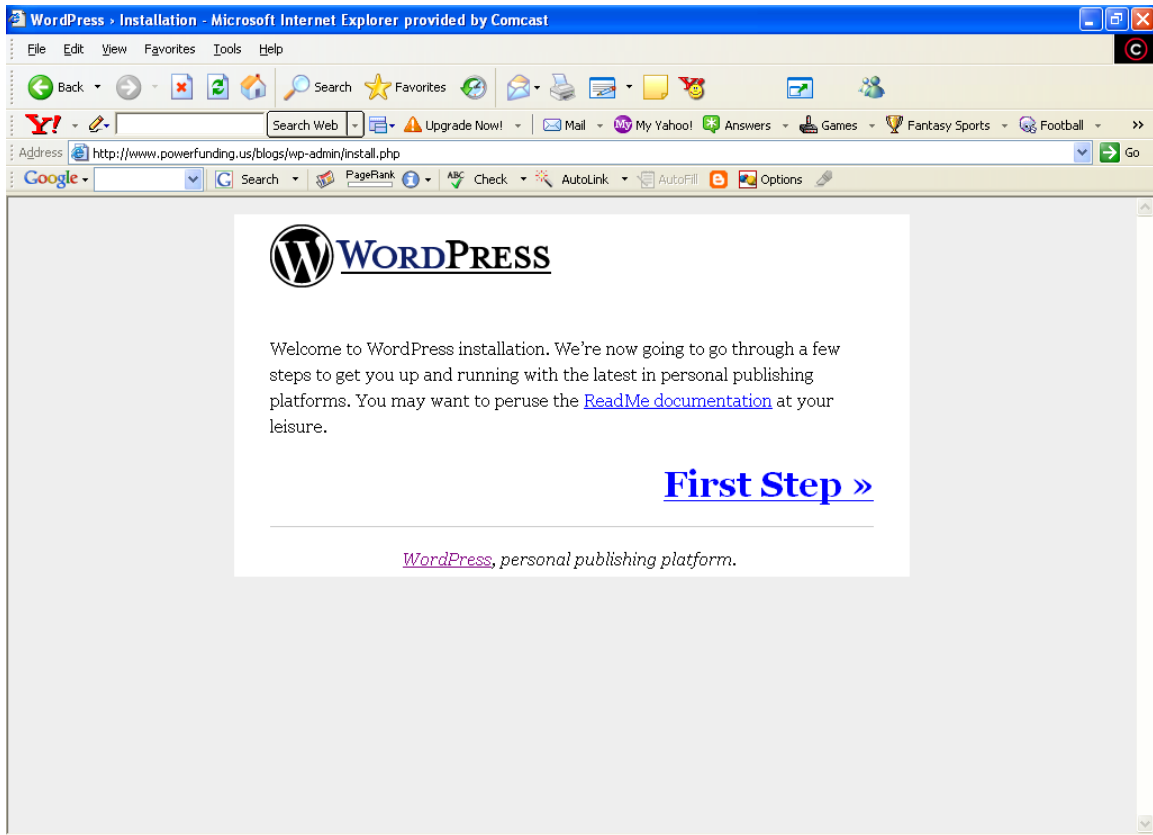 WordPress › Installation - Microsoft Internet Explorer provided by Comcast
File Edit View Favorites Tools Help
Back Search Favorites
Y! Search Web Upgrade Now! Mail My My Yahoo! Answers Games Fantasy Sports Football »
Address http://www.powerfunding.us/blogs/wp-admin/install.php Go
Google G Search PageRank ABC Check AutoLink AutoFill Options
W WORDPRESS
Welcome to WordPress installation. We’re now going to go through a few
steps to get you up and running with the latest in personal publishing
platforms. You may want to peruse the ReadMe documentation at your
leisure.
First Step »
WordPress, personal publishing platform.